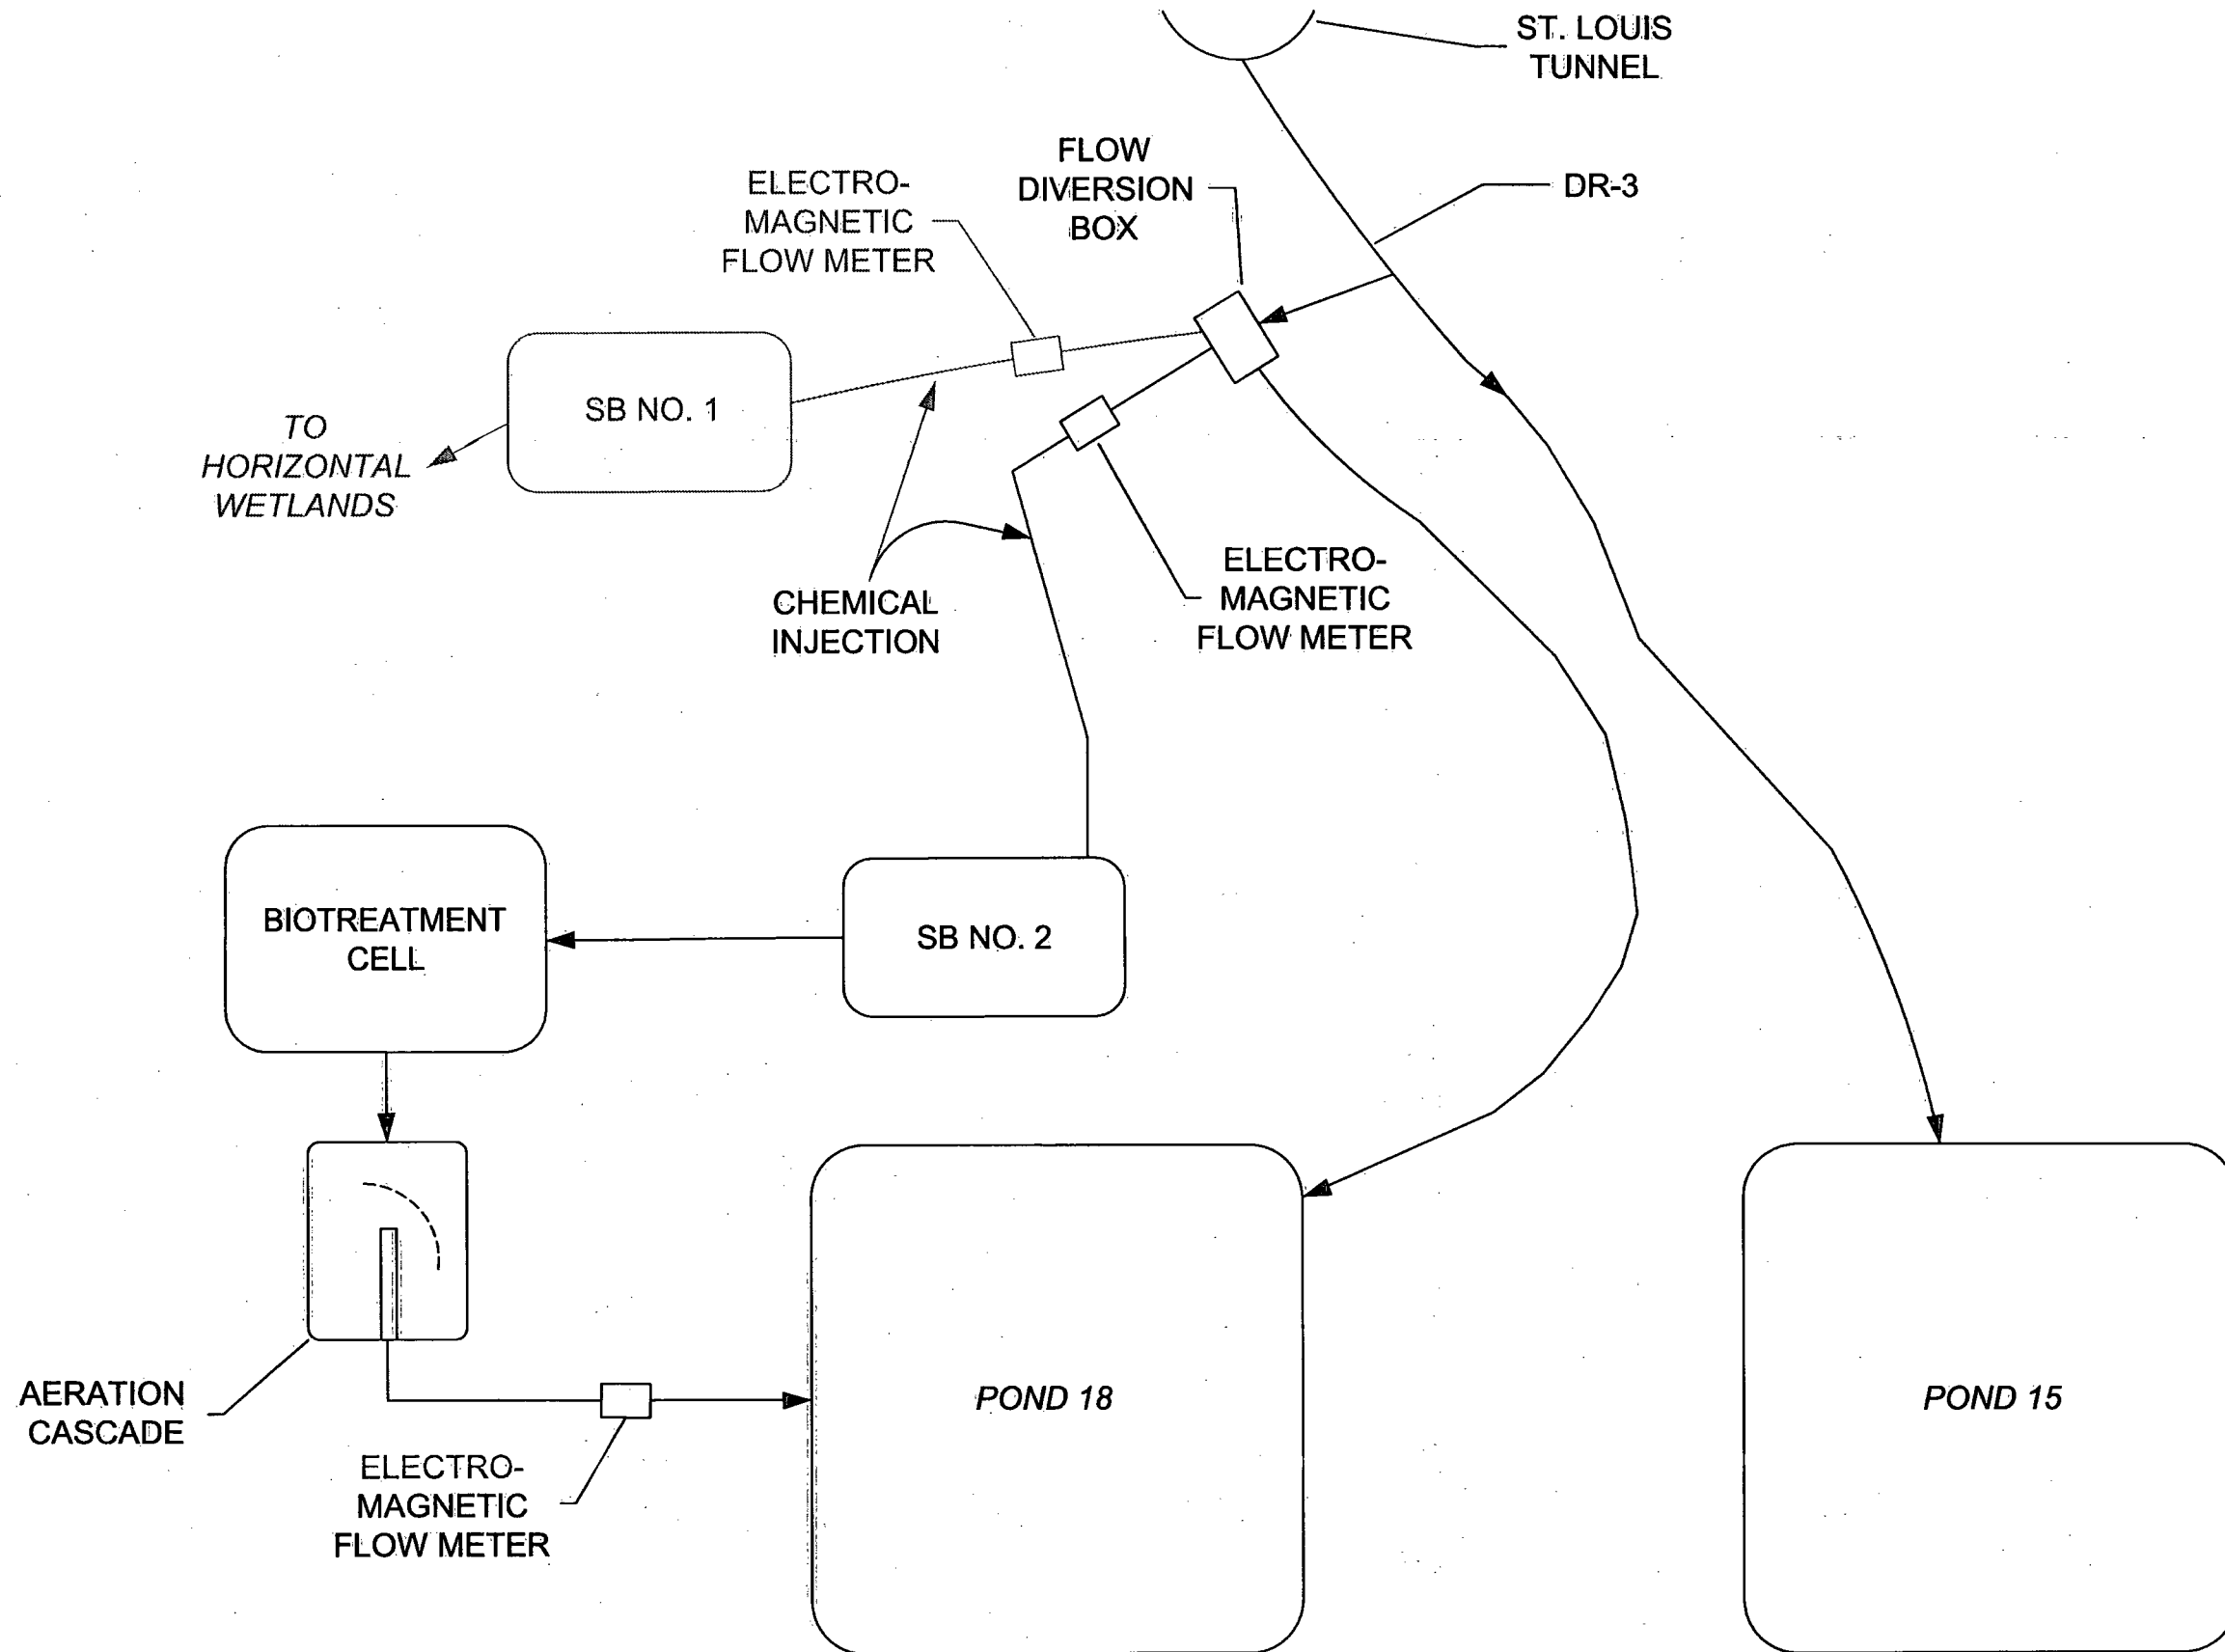 ST. LOUIS
TUNNEL
FLOW
DIVERSION
BOX
DR-3
ELECTRO-
MAGNETIC
FLOW METER
SB NO. 1
TO
HORIZONTAL
WETLANDS
ELECTRO-
MAGNETIC
FLOW METER
CHEMICAL
INJECTION
BIOTREATMENT
CELL
SB NO. 2
AERATION
CASCADE
POND 18
POND 15
ELECTRO-
MAGNETIC
FLOW METER